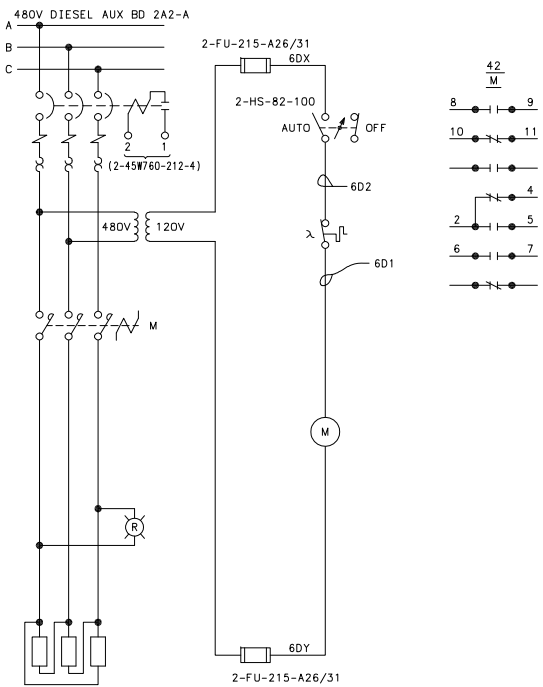 480V DIESEL AUX BD 2A2-A
A
B
C
2-FU-215-A26/31
6DX
2-HS-82-100
AUTO
OFF
2
1
(2-45W760-212-4)
480V
120V
6D2
λ
6D1
M
M
R
6DY
2-FU-215-A26/31
42
M
8
9
10
11
4
2
5
6
7